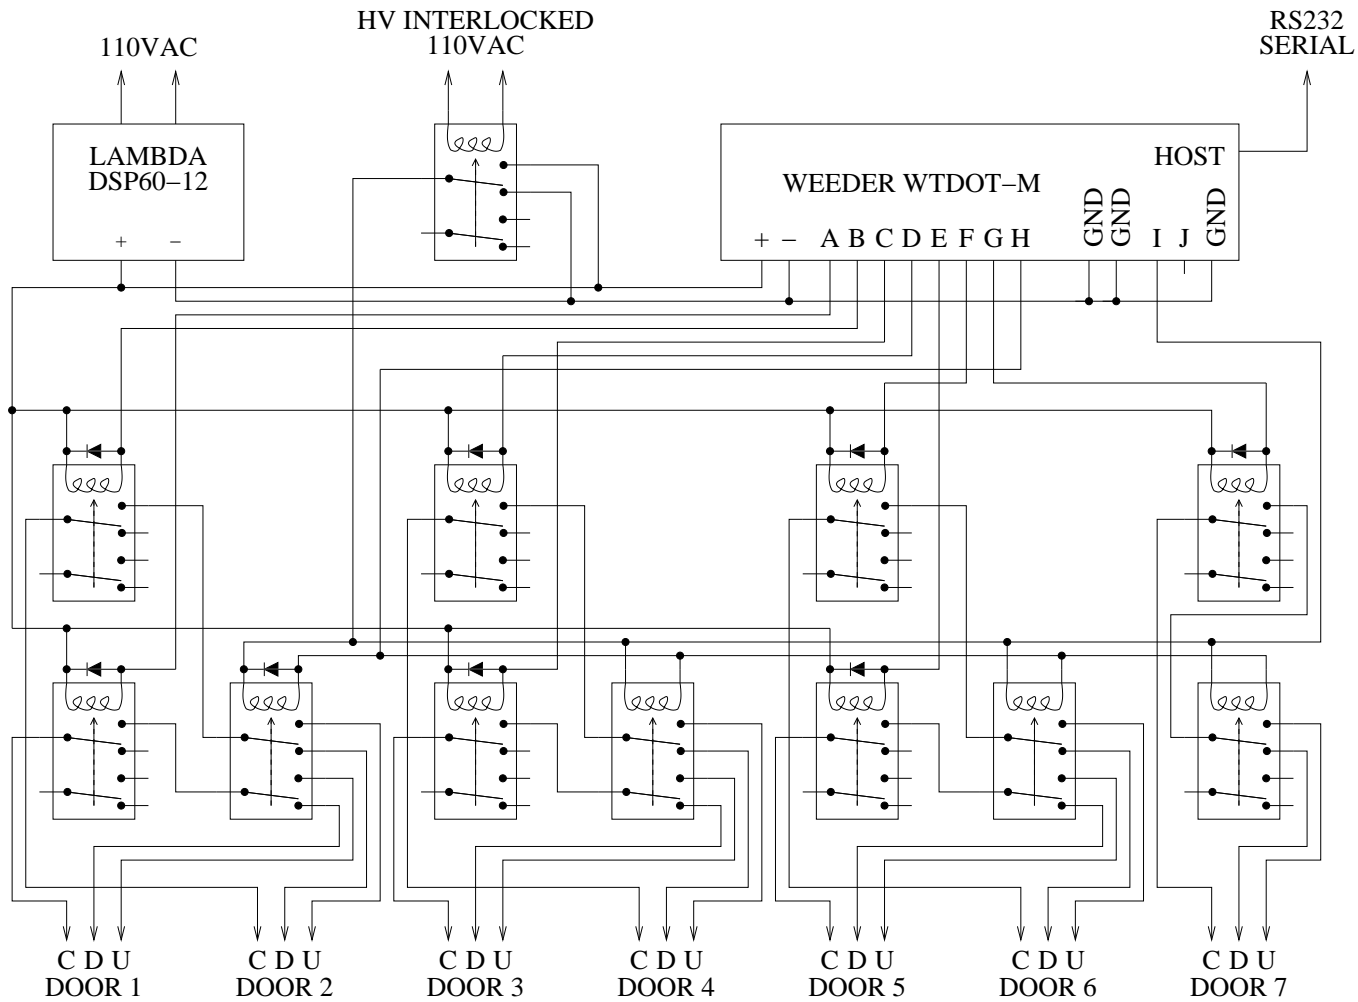 HV INTERLOCKED
110VAC
110VAC
RS232
SERIAL
LAMBDA
DSP60−12
+ −
HOST
WEEDER WTDOT−M
+ − A B C D E F G H GND GND I J GND
C D U
DOOR 1
C D U
DOOR 2
C D U
DOOR 3
C D U
DOOR 4
C D U
DOOR 5
C D U
DOOR 6
C D U
DOOR 7